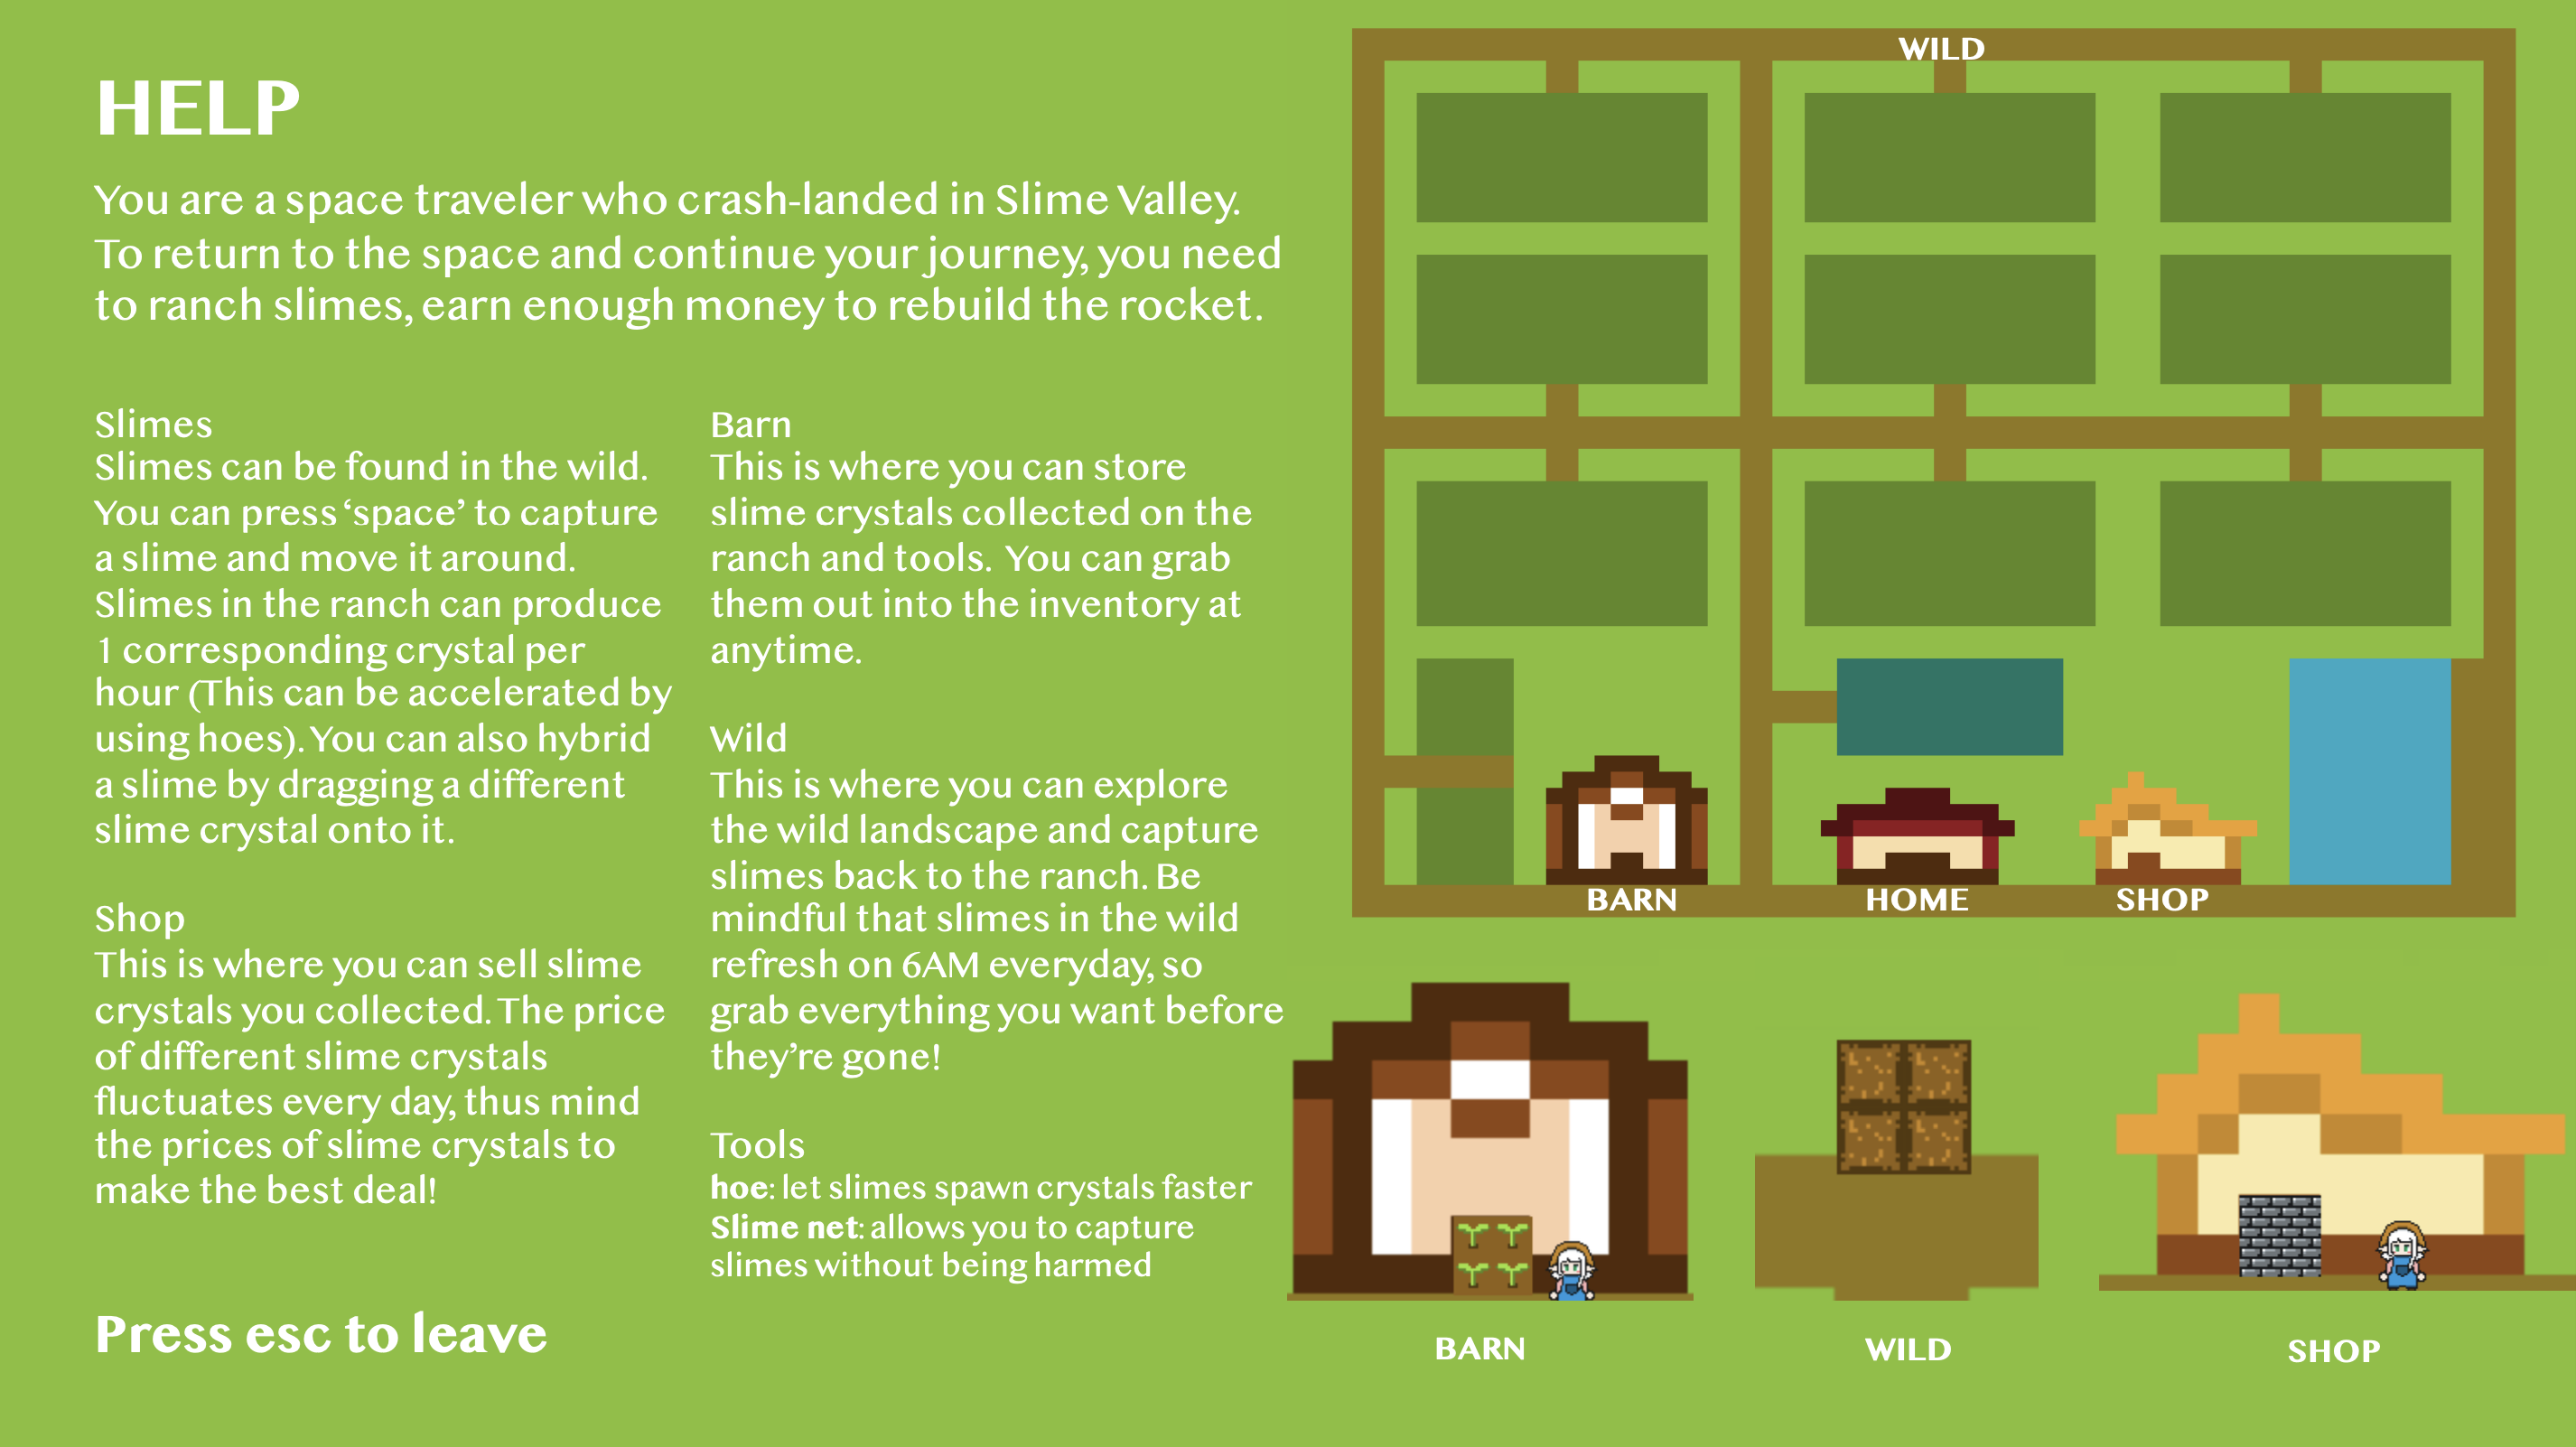 HELP
You are a space traveler who crash-landed in Slime Valley.
To return to the space and continue your journey, you need
to ranch slimes, earn enough money to rebuild the rocket.
Slimes
Slimes can be found in the wild.
You can press ‘space’ to capture
a slime and move it around.
Slimes in the ranch can produce
1 corresponding crystal per
hour (This can be accelerated by
using hoes). You can also hybrid
a slime by dragging a different
slime crystal onto it.
Shop
This is where you can sell slime
crystals you collected. The price
of different slime crystals
fluctuates every day, thus mind
the prices of slime crystals to
make the best deal!
Press esc to leave
Barn
This is where you can store
slime crystals collected on the
ranch and tools. You can grab
them out into the inventory at
anytime.
Wild
This is where you can explore
the wild landscape and capture
slimes back to the ranch. Be
mindful that slimes in the wild
refresh on 6AM everyday, so
grab everything you want before
they’re gone!
Tools
hoe: let slimes spawn crystals faster
Slime net: allows you to capture
slimes without being harmed
WILD
BARN
HOME
SHOP
BARN
WILD
SHOP